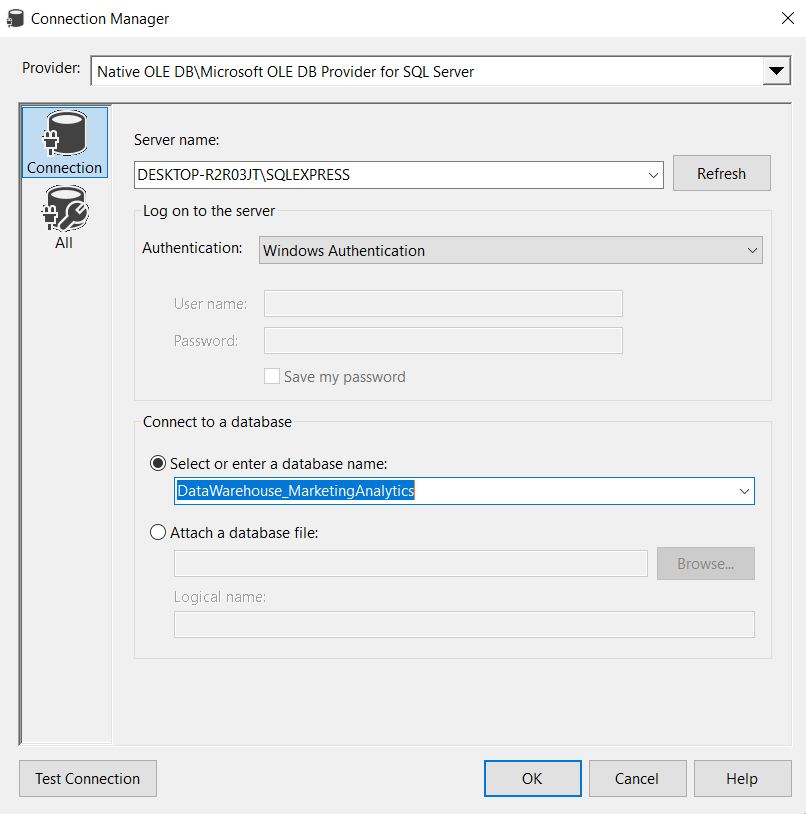 Connection Manager
Provider: Native OLE DB\Microsoft OLE DB Provider for SQL Server
Connection
All
Server name:
DESKTOP-R2R03JT\SQLEXPRESS Refresh
Log on to the server
Authentication: Windows Authentication
User name:
Password:
Save my password
Connect to a database
Select or enter a database name:
DataWarehouse_MarketingAnalytics
Attach a database file:
Browse...
Logical name:
Test Connection OK Cancel Help